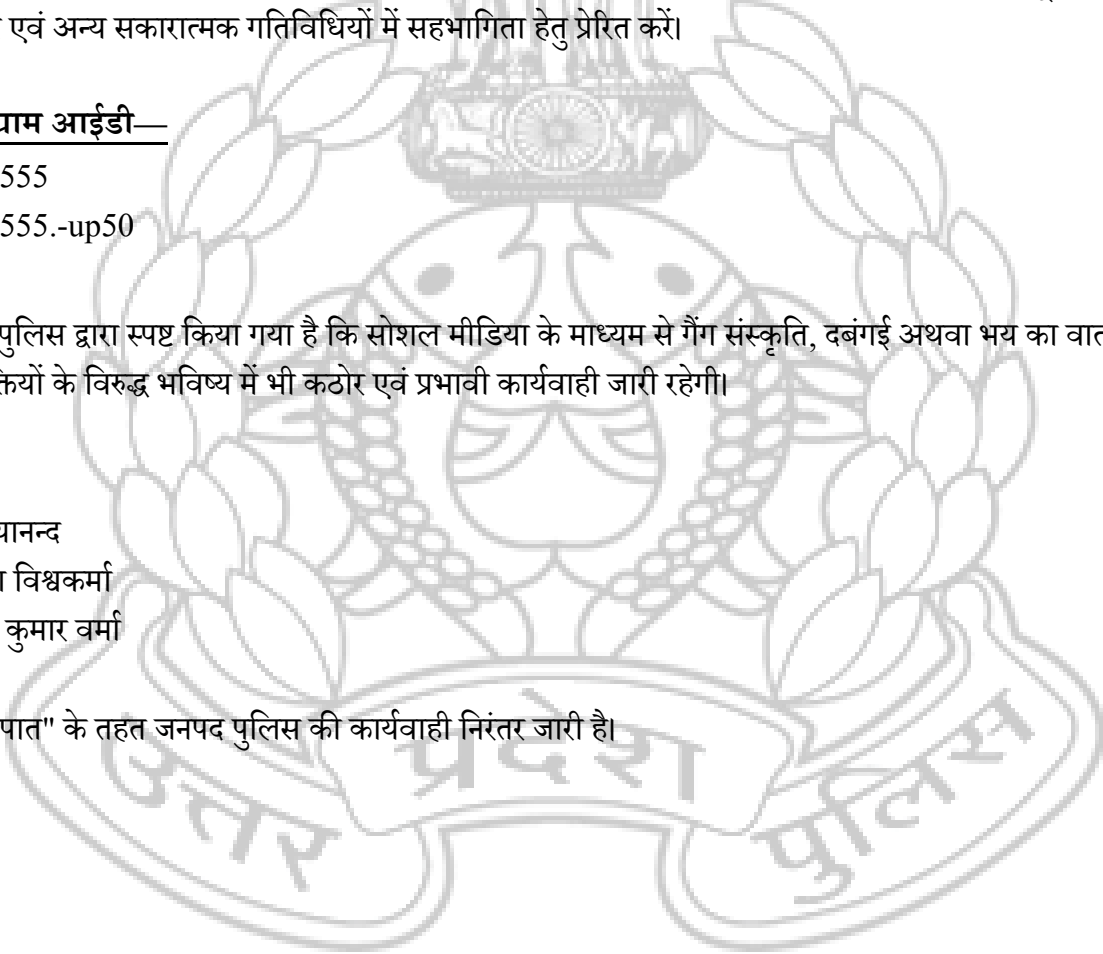 एवं अन्य सकारात्मक गतिविधियों में सहभागिता हेतु प्रेरित करें।
ग्राम आईडी—
555
555.-up50
पुलिस द्वारा स्पष्ट किया गया है कि सोशल मीडिया के माध्यम से गैंग संस्कृति, दबंगई अथवा भय का वात
क्तियों के विरुद्ध भविष्य में भी कठोर एवं प्रभावी कार्यवाही जारी रहेगी।
यानन्द
विश्वकर्मा
कुमार वर्मा
पात" के तहत जनपद पुलिस की कार्यवाही निरंतर जारी है।
उत्तर प्रदेश पुलिस